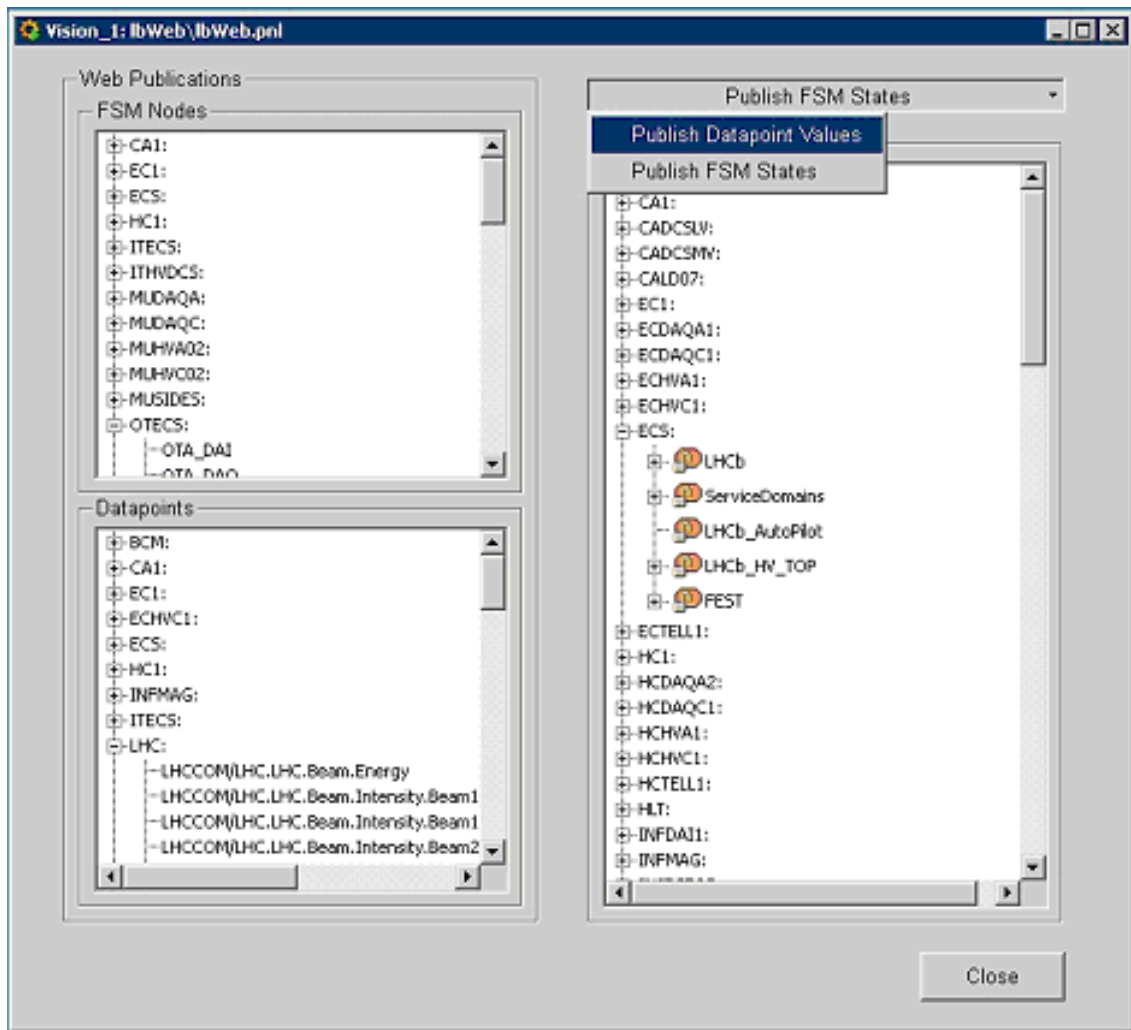 Vision_1: lbWeb\lbWeb.pnl
Web Publications
FSM Nodes
CA1:
EC1:
ECS:
HC1:
ITECS:
ITHVDCS:
MUDAQA:
MUDAQC:
MUHVA02:
MUHVC02:
MUSIDES:
OTECS:
OTA_DAI
OTA_DAQ
Datapoints
BCM:
CA1:
EC1:
ECHVC1:
ECS:
HC1:
INFMAG:
ITECS:
LHC:
LHCCOM/LHC.LHC.Beam.Energy
LHCCOM/LHC.LHC.Beam.Intensity.Beam1
LHCCOM/LHC.LHC.Beam.Intensity.Beam1
LHCCOM/LHC.LHC.Beam.Intensity.Beam2
Publish FSM States
Publish Datapoint Values
Publish FSM States
CA1:
CADCSLV:
CADCSMV:
CALD07:
EC1:
ECDAQA1:
ECDAQC1:
ECHVA1:
ECHVC1:
ECS:
LHCb
ServiceDomains
LHCb_AutoPilot
LHCb_HV_TOP
FEST
ECTELL1:
HC1:
HCDAQA2:
HCDAQC1:
HCHVA1:
HCHVC1:
HCTELL1:
HLT:
INFDAI1:
INFMAG:
Close